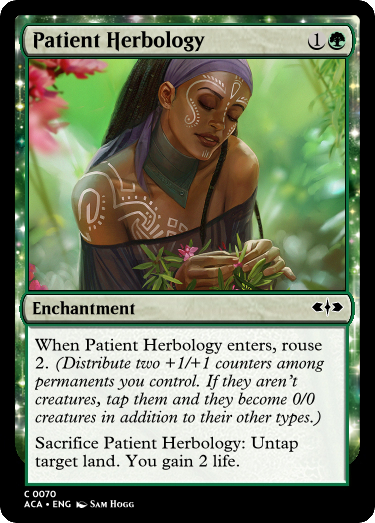 Patient Herbology 1
Enchantment
When Patient Herbology enters, rouse
2. (Distribute two +1/+1 counters among
permanents you control. If they aren't
creatures, tap them and they become 0/0
creatures in addition to their other types.)
Sacrifice Patient Herbology: Untap
target land. You gain 2 life.
C 0070
ACA • ENG Sam Hogg